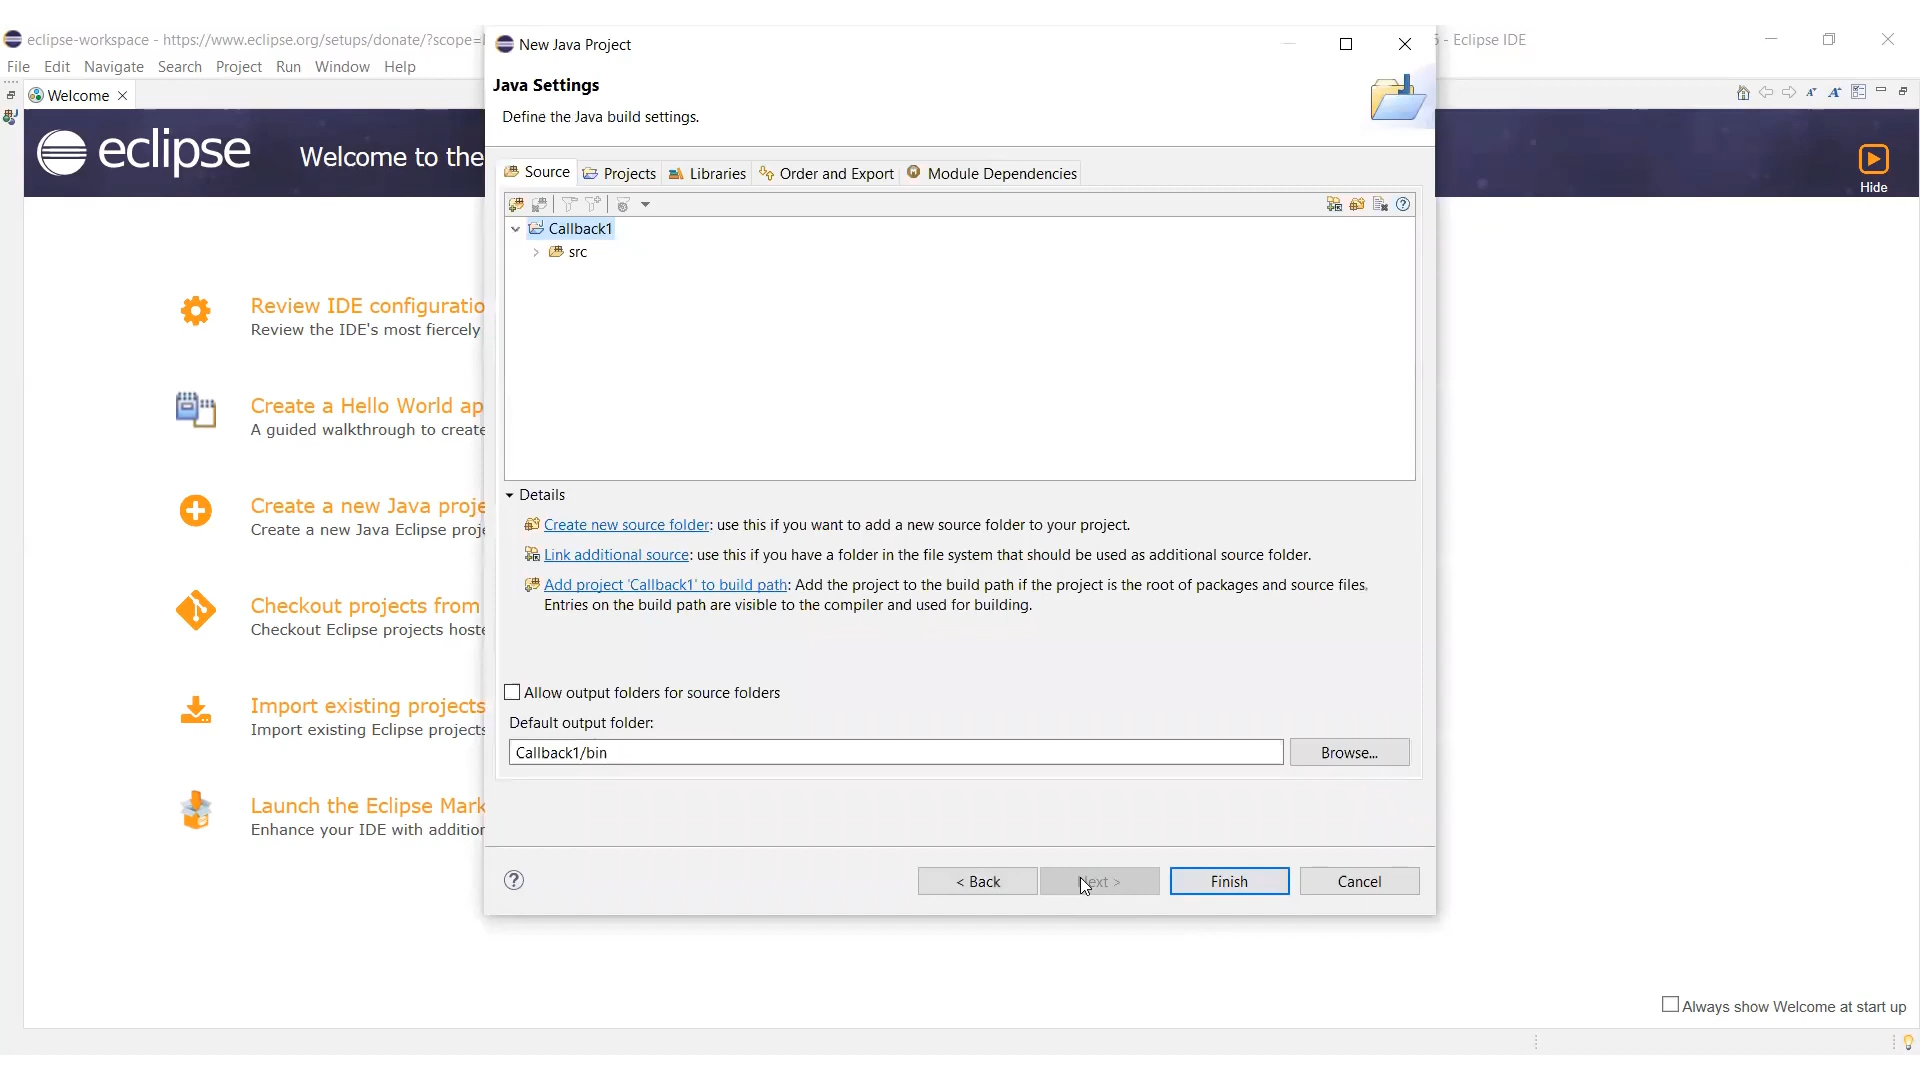 eclipse-workspace - https://www.eclipse.org/setups/donate/?scope=
New Java Project
- Eclipse IDE
File Edit Navigate Search Project Run Window Help
Java Settings
Define the Java build settings.
Welcome
eclipse
Welcome to the
Hide
Source Projects Libraries Order and Export Module Dependencies
Callback1
src
Review IDE configuratio
Review the IDE's most fiercely
Create a Hello World ap
A guided walkthrough to create
Create a new Java proje
Create a new Java Eclipse proj
Checkout projects from
Checkout Eclipse projects hoste
Import existing projects
Import existing Eclipse projects
Launch the Eclipse Mark
Enhance your IDE with addition
Details
Create new source folder: use this if you want to add a new source folder to your project.
Link additional source: use this if you have a folder in the file system that should be used as additional source folder.
Add project 'Callback1' to build path: Add the project to the build path if the project is the root of packages and source files.
Entries on the build path are visible to the compiler and used for building.
Allow output folders for source folders
Default output folder:
Callback1/bin
Browse...
< Back
Next >
Finish
Cancel
Always show Welcome at start up